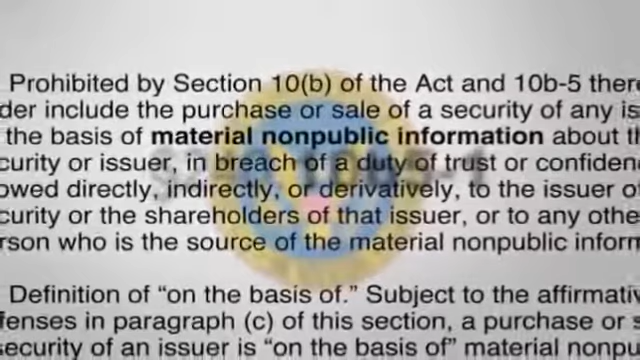 Prohibited by Section 10(b) of the Act and 10b-5 there
der include the purchase or sale of a security of any is
the basis of material nonpublic information about th
curity or issuer, in breach of a duty of trust or confiden
owed directly, indirectly, or derivatively, to the issuer o
curity or the shareholders of that issuer, or to any othe
rson who is the source of the material nonpublic inform
Definition of “on the basis of.” Subject to the affirmativ
fenses in paragraph (c) of this section, a purchase or s
security of an issuer is “on the basis of” material nonpu